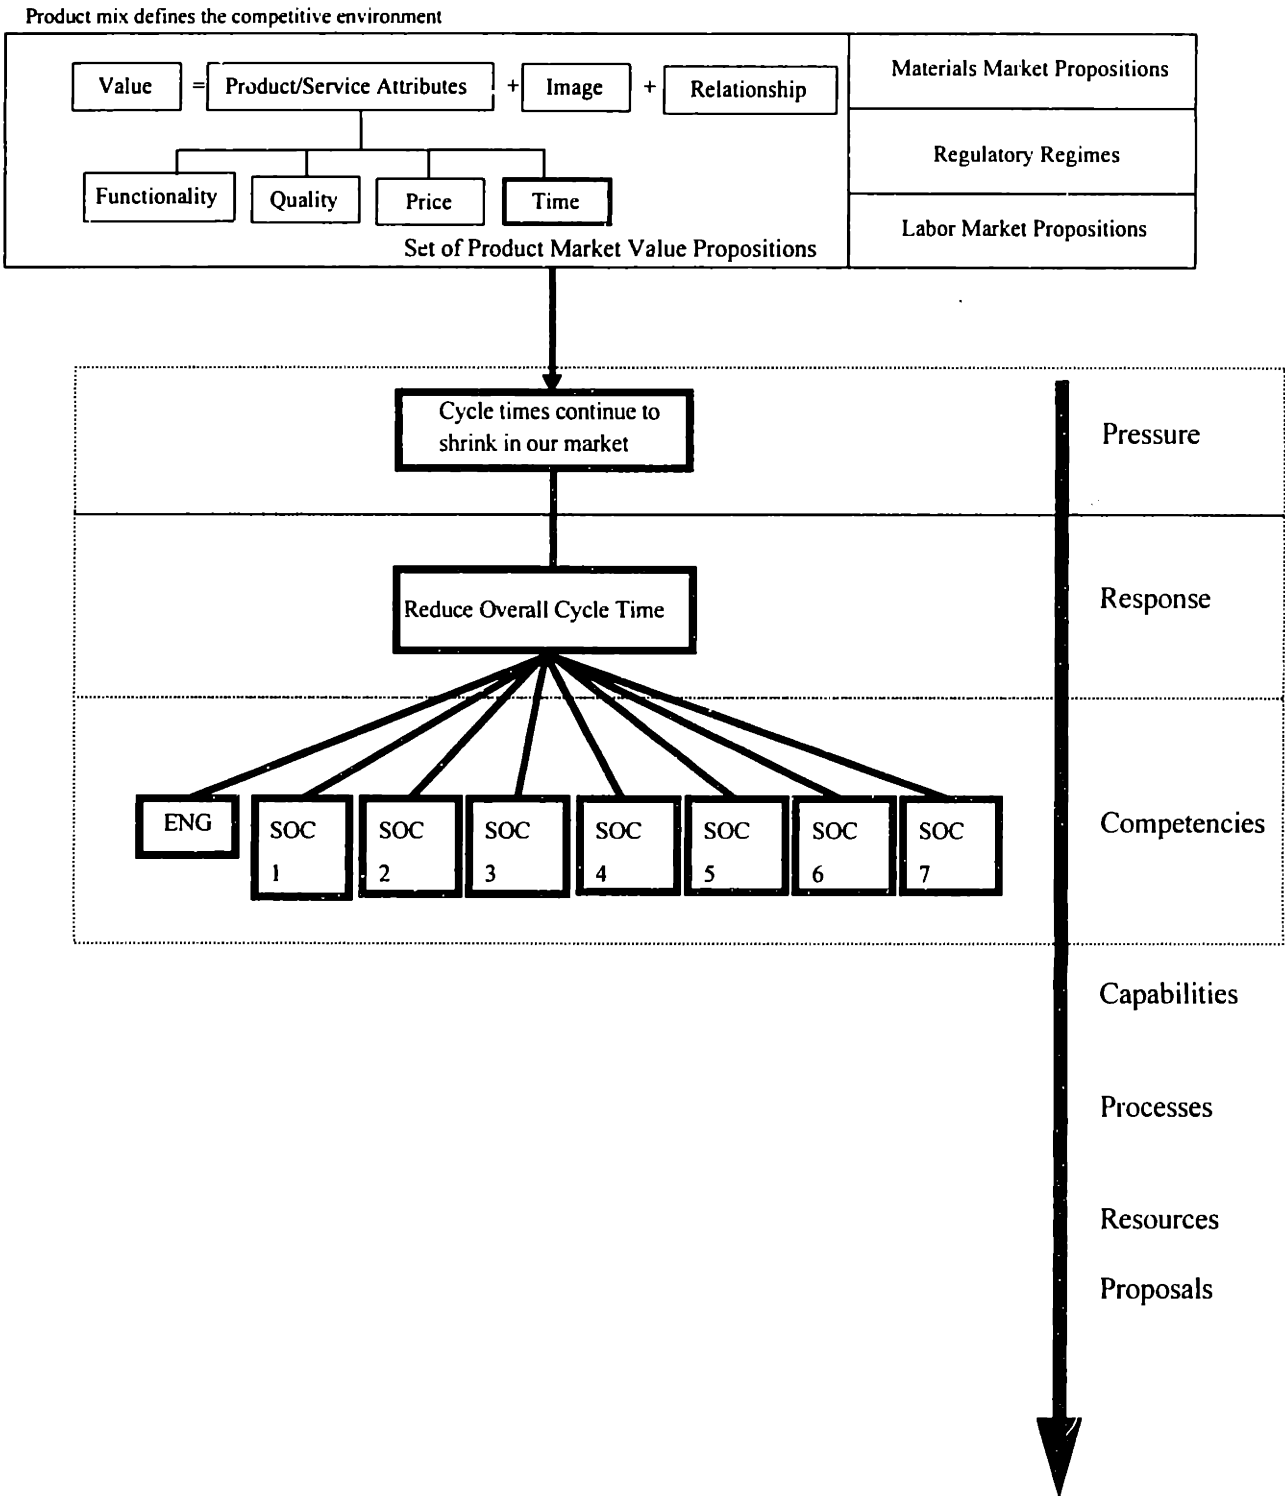 Product mix defines the competitive environment
Value = Product/Service Attributes + Image + Relationship
Functionality Quality Price Time
Set of Product Market Value Propositions
Materials Market Propositions
Regulatory Regimes
Labor Market Propositions
Cycle times continue to
shrink in our market
Pressure
Reduce Overall Cycle Time
Response
ENG
SOC
1
SOC
2
SOC
3
SOC
4
SOC
5
SOC
6
SOC
7
Competencies
Capabilities
Processes
Resources
Proposals